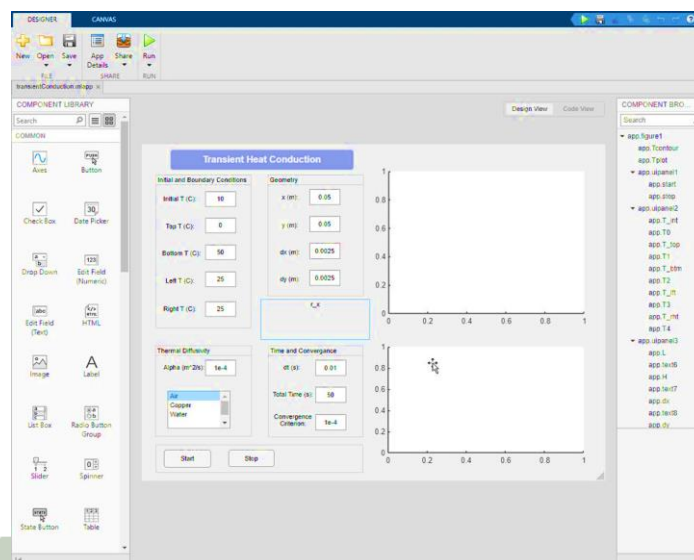 DESIGNER CANVAS
New Open Save App Details Share Run
FILE SHARE RUN
transientConduction.mlapp ×
COMPONENT LIBRARY
Search
COMMON
Axes Button
Check Box Date Picker
Drop Down Edit Field (Numeric)
Edit Field (Text) HTML
Image Label
List Box Radio Button Group
Slider Spinner
State Button Table
Design View Code View
Transient Heat Conduction
Initial and Boundary Conditions
Initial T (C): 10
Top T (C): 0
Bottom T (C): 50
Left T (C): 25
Right T (C): 25
Geometry
x (m): 0.05
y (m): 0.05
dx (m): 0.0025
dy (m): 0.0025
r_x
Thermal Diffusivity
Alpha (m^2/s): 1e-4
Air
Copper
Water
Time and Convergence
dt (s): 0.01
Total Time (s): 50
Convergence Criterion: 1e-4
Start Stop
1
0.8
0.6
0.4
0.2
0
0 0.2 0.4 0.6 0.8 1
1
0.8
0.6
0.4
0.2
0
0 0.2 0.4 0.6 0.8 1
COMPONENT BRO...
Search
app.figure1
app.Tcontour
app.Tplot
app.uipanel1
app.start
app.stop
app.uipanel2
app.T_int
app.T0
app.T_top
app.T1
app.T_btm
app.T2
app.T_lft
app.T3
app.T_rht
app.T4
app.uipanel3
app.L
app.text6
app.H
app.text7
app.dx
app.text8
app.dy